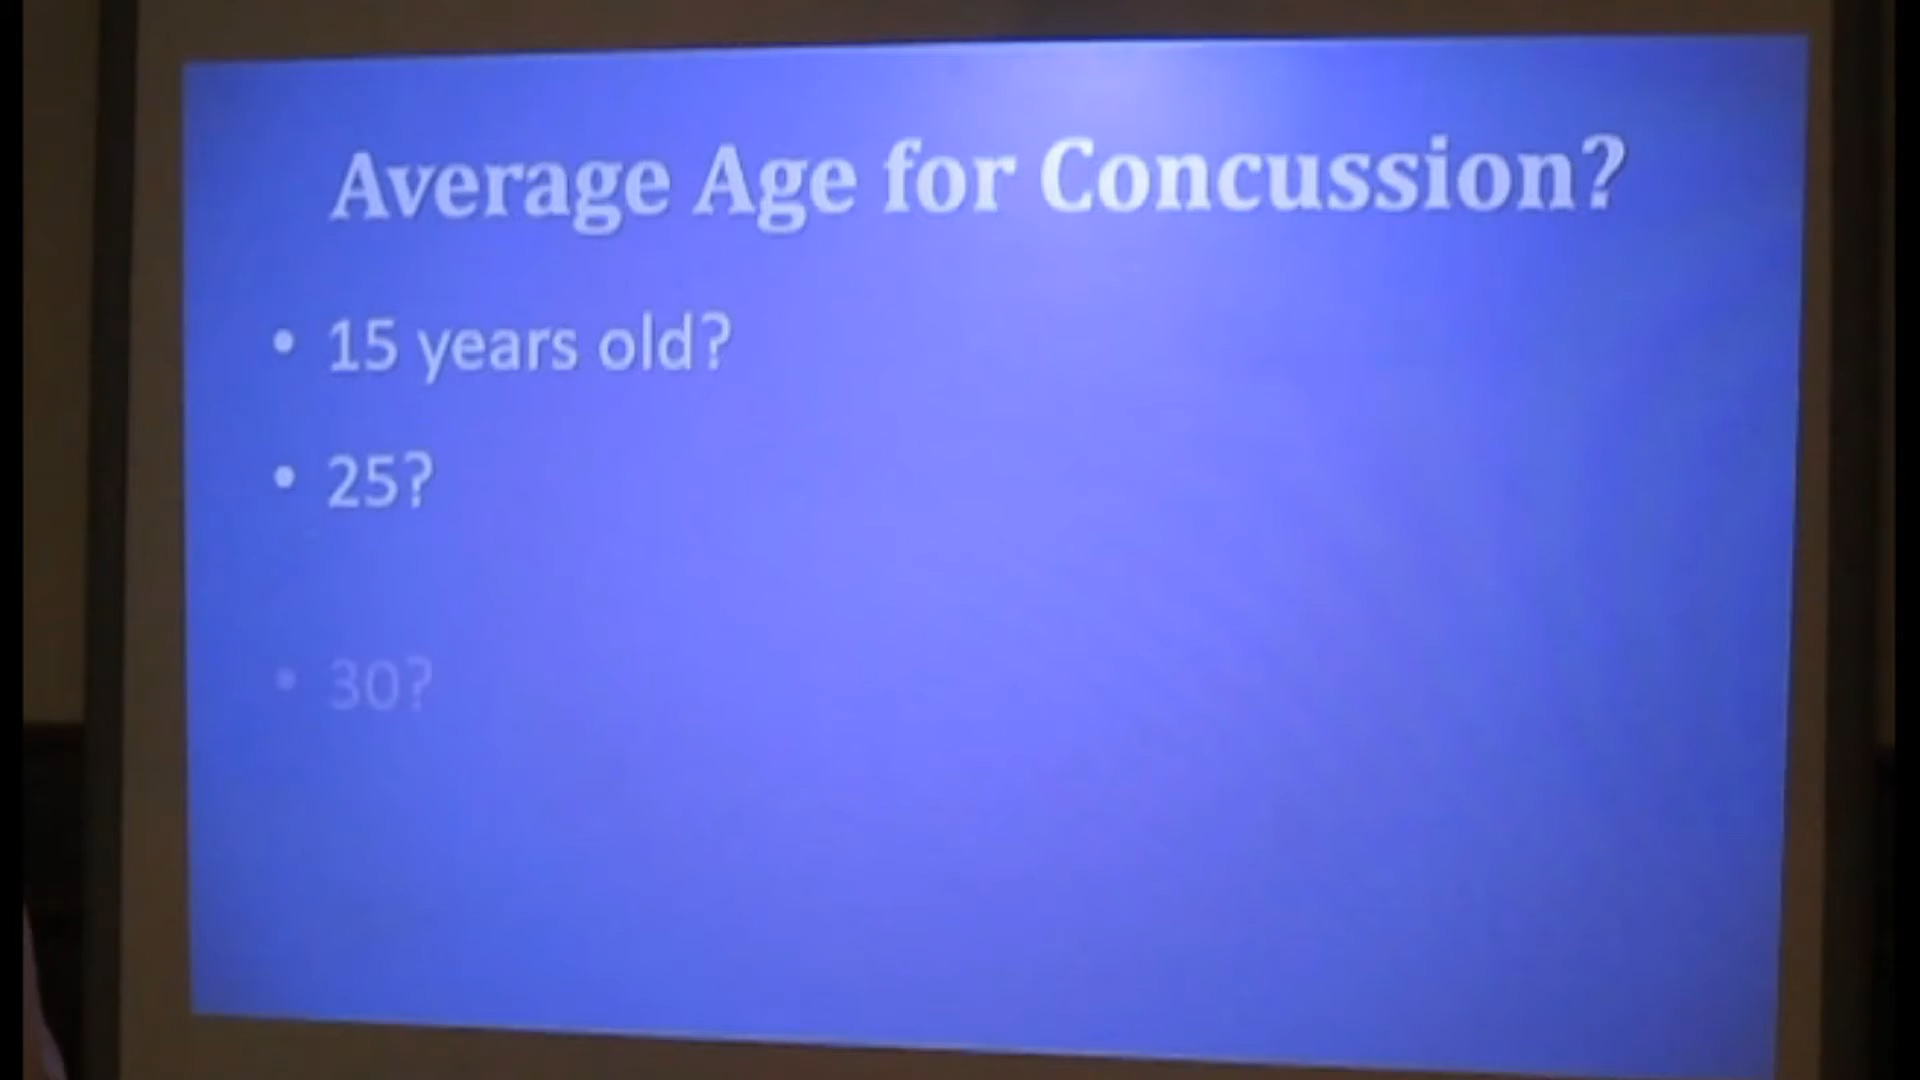 Average Age for Concussion?
• 15 years old?
• 25?
• 30?